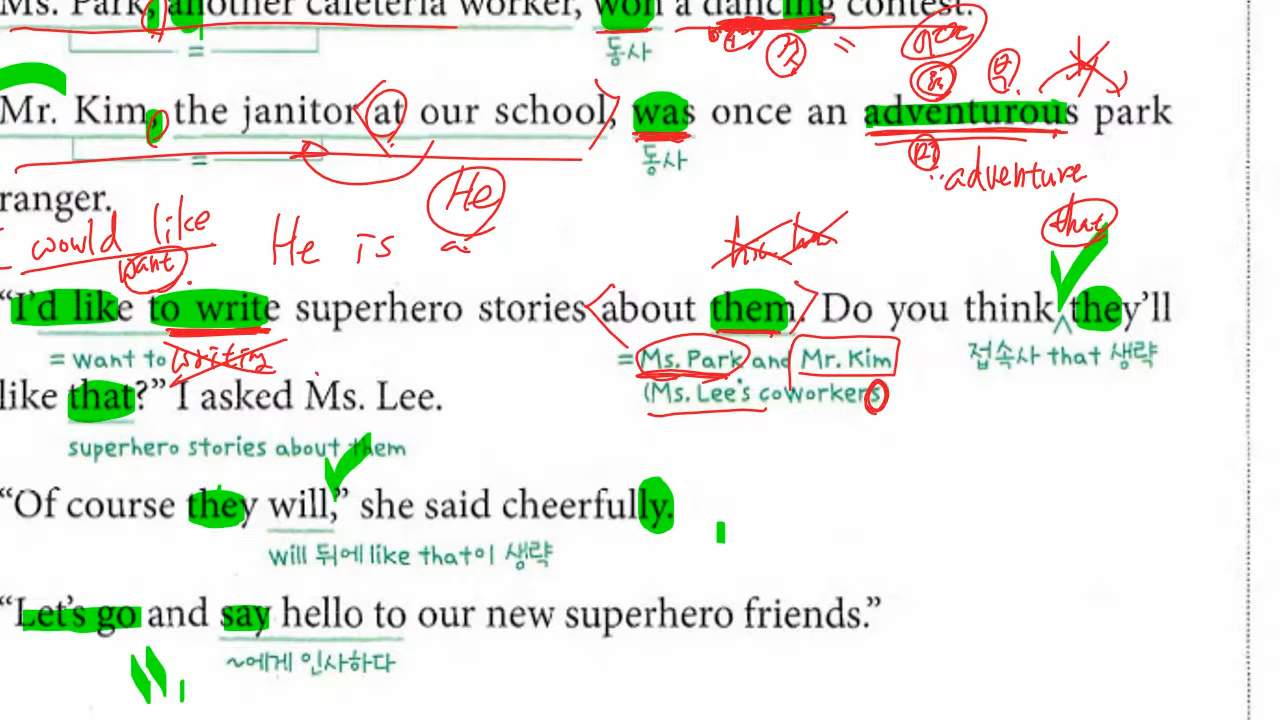 Ms. Park, another cafeteria worker, won a dancing contest.
=
동사
=
Mr. Kim, the janitor at our school, was once an adventurous park
=
동사
adventure
ranger.
He
would like
want
He is a
that
"I'd like to write superhero stories about them. Do you think they'll
= want to
writing
= Ms. Park and Mr. Kim
접속사 that 생략
(Ms. Lee's coworkers)
like that?" I asked Ms. Lee.
superhero stories about them
"Of course they will," she said cheerfully.
will 뒤에 like that이 생략
"Let's go and say hello to our new superhero friends."
~에게 인사하다